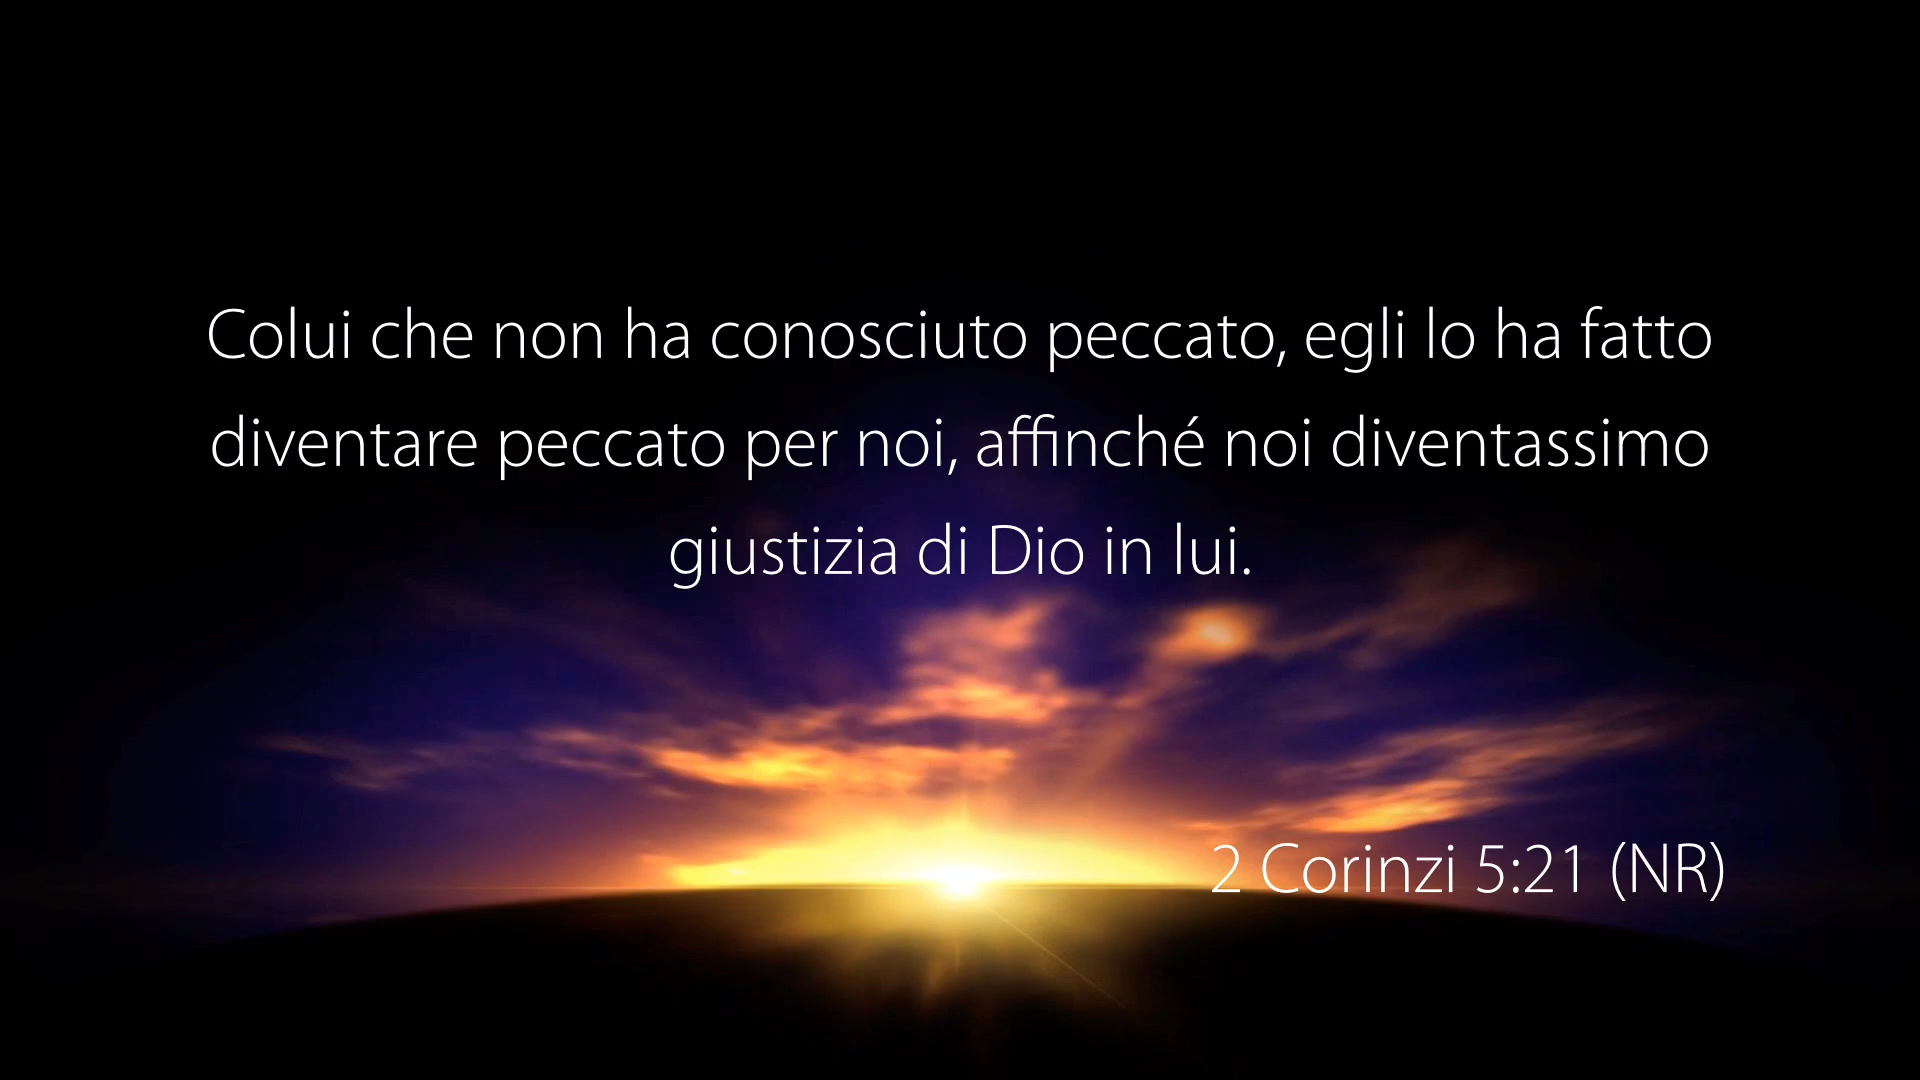 Colui che non ha conosciuto peccato, egli lo ha fatto
diventare peccato per noi, affinché noi diventassimo
giustizia di Dio in lui.
2 Corinzi 5:21 (NR)